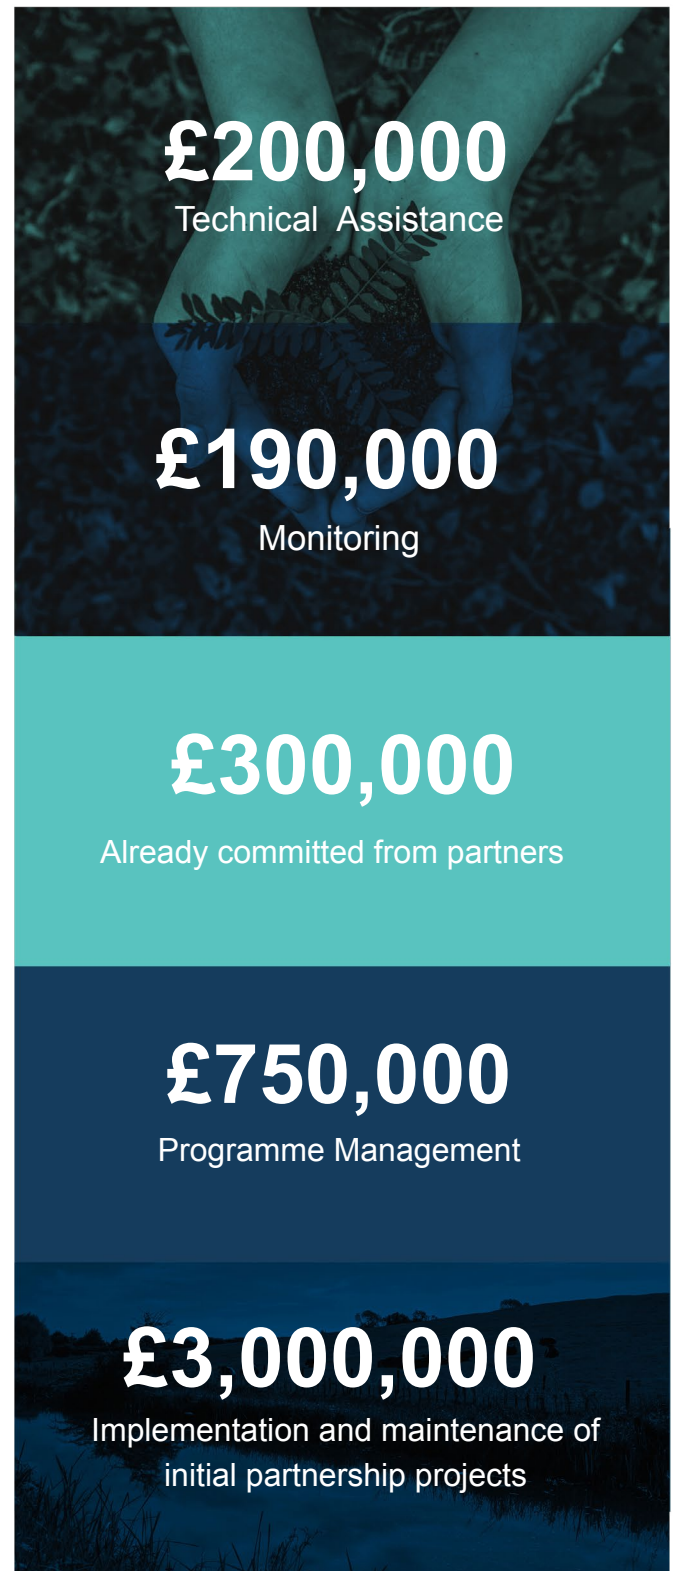 £200,000
Technical Assistance
£190,000
Monitoring
£300,000
Already committed from partners
£750,000
Programme Management
£3,000,000
Implementation and maintenance of
initial partnership projects